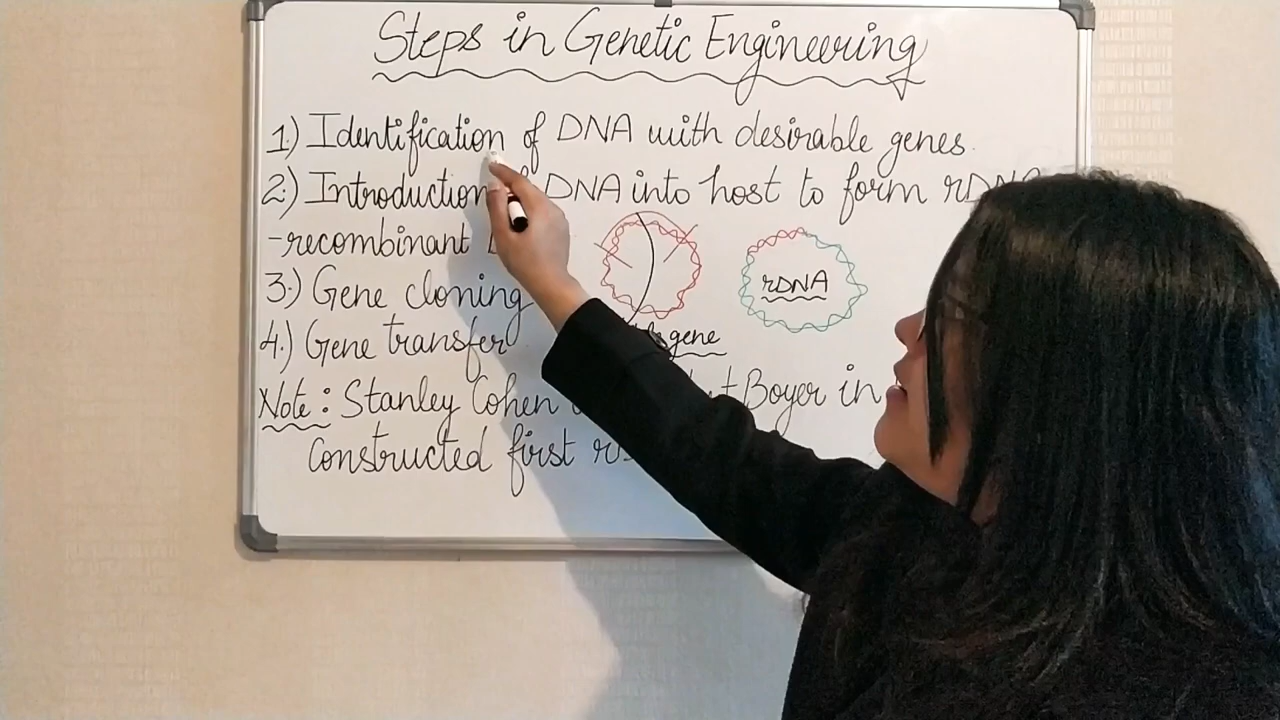 Steps in Genetic Engineering
1.) Identification of DNA with desirable genes.
2.) Introduction DNA into host to form rDNA
-recombinant
rDNA
3.) Gene cloning
gene
4.) Gene transfer
Note: Stanley Cohen Boyer in
constructed first